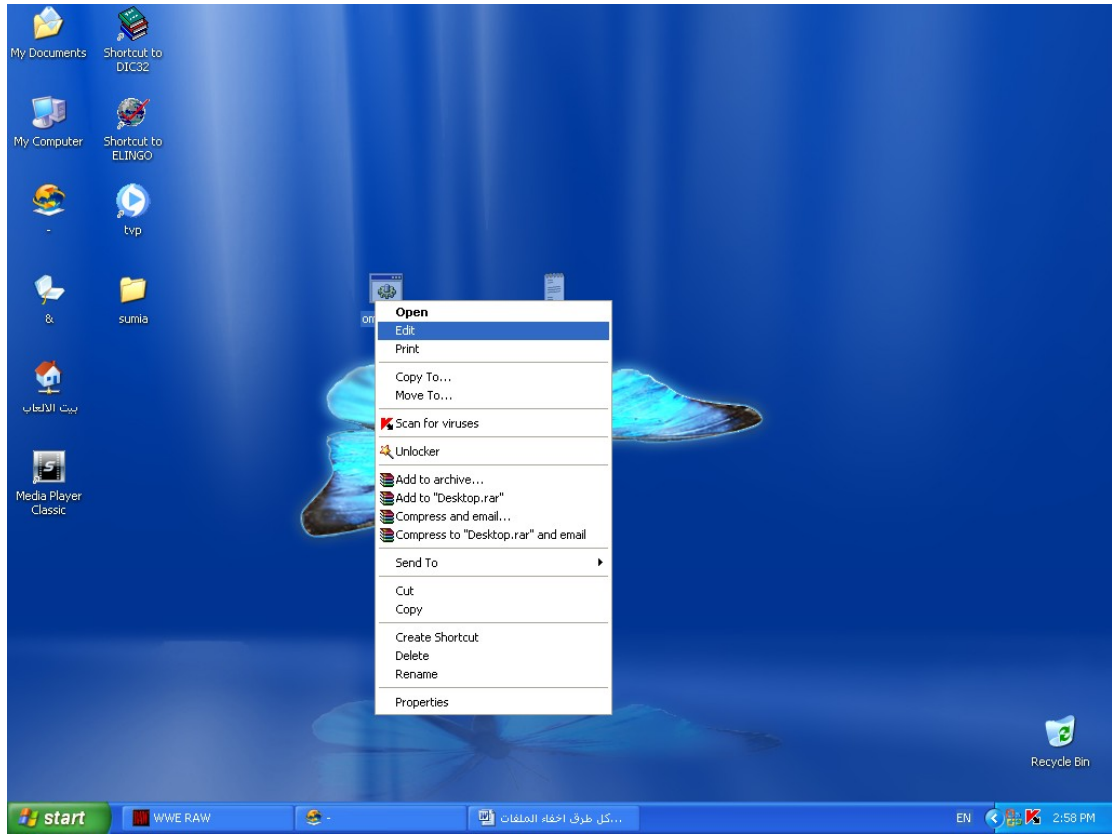 My Documents
Shortcut to
DIC32
My Computer
Shortcut to
ELINGO
-
tvp
&
sumia
بيت الالعاب
Media Player
Classic
Open
Edit
Print
Copy To...
Move To...
Scan for viruses
Unlocker
Add to archive...
Add to "Desktop.rar"
Compress and email...
Compress to "Desktop.rar" and email
Send To
Cut
Copy
Create Shortcut
Delete
Rename
Properties
Recycle Bin
start
WWE RAW
-
كل طرق اخفاء الملفات...
EN
2:58 PM